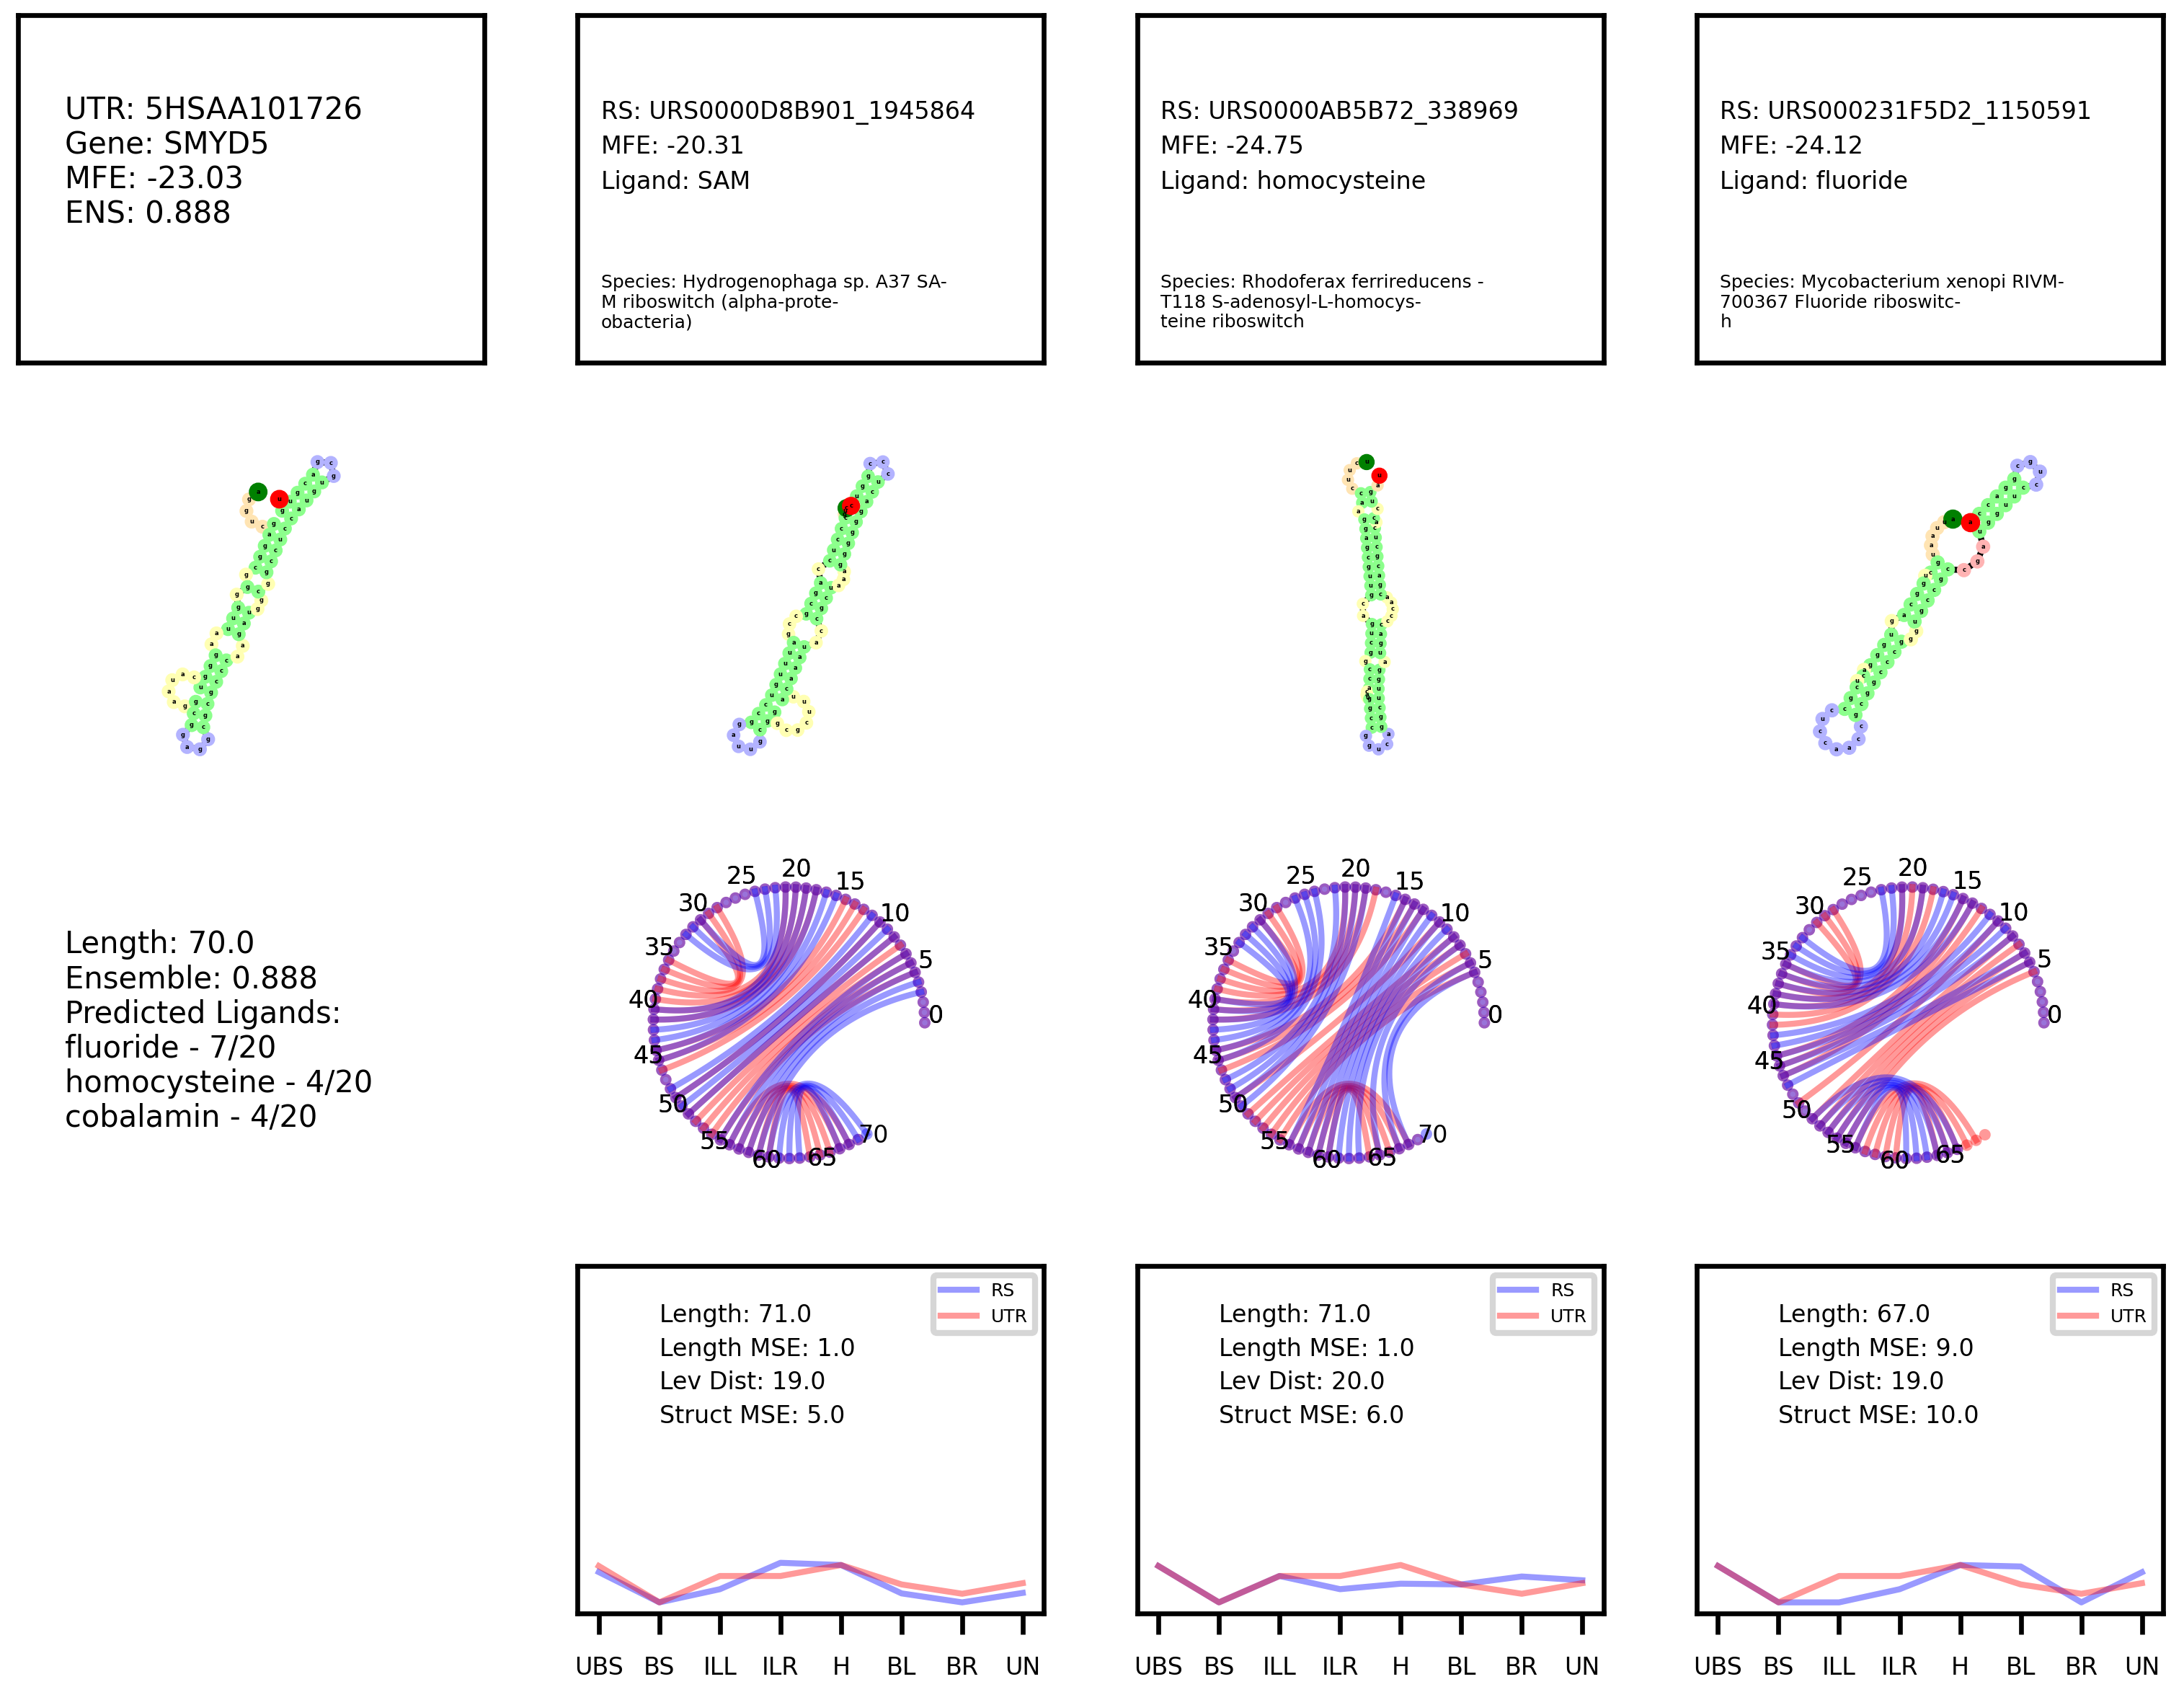 UTR: 5HSAA101726
Gene: SMYD5
MFE: -23.03
ENS: 0.888
RS: URS0000D8B901_1945864
MFE: -20.31
Ligand: SAM
Species: Hydrogenophaga sp. A37 SA-
M riboswitch (alpha-prote-
obacteria)
RS: URS0000AB5B72_338969
MFE: -24.75
Ligand: homocysteine
Species: Rhodoferax ferrireducens -
T118 S-adenosyl-L-homocys-
teine riboswitch
RS: URS000231F5D2_1150591
MFE: -24.12
Ligand: fluoride
Species: Mycobacterium xenopi RIVM-
700367 Fluoride riboswitc-
h
Length: 70.0
Ensemble: 0.888
Predicted Ligands:
fluoride - 7/20
homocysteine - 4/20
cobalamin - 4/20
0 5 10 15 20 25 30 35 40 45 50 55 60 65 70
0 5 10 15 20 25 30 35 40 45 50 55 60 65 70
0 5 10 15 20 25 30 35 40 45 50 55 60 65
RS
UTR
Length: 71.0
Length MSE: 1.0
Lev Dist: 19.0
Struct MSE: 5.0
UBS BS ILL ILR H BL BR UN
RS
UTR
Length: 71.0
Length MSE: 1.0
Lev Dist: 20.0
Struct MSE: 6.0
UBS BS ILL ILR H BL BR UN
RS
UTR
Length: 67.0
Length MSE: 9.0
Lev Dist: 19.0
Struct MSE: 10.0
UBS BS ILL ILR H BL BR UN